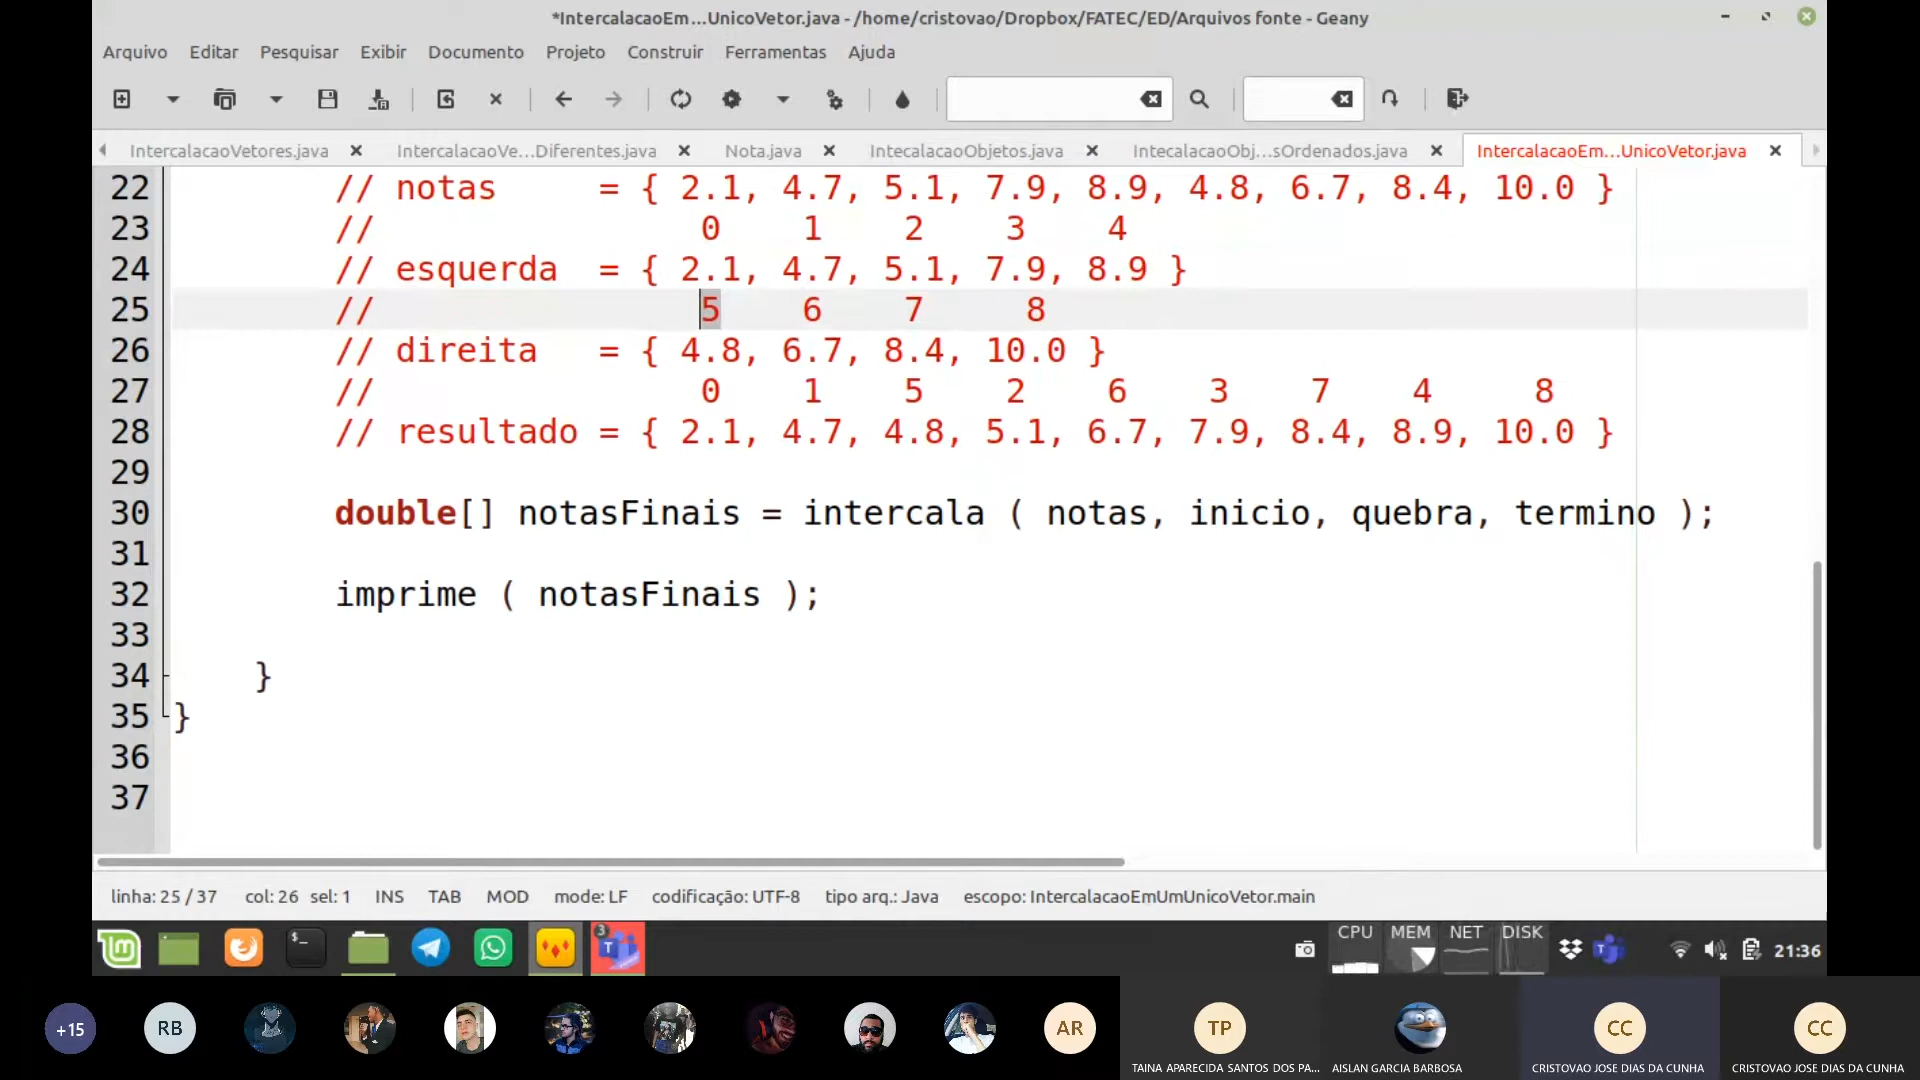 *IntercalacaoEm...UnicoVetor.java - /home/cristovao/Dropbox/FATEC/ED/Arquivos fonte - Geany
Arquivo Editar Pesquisar Exibir Documento Projeto Construir Ferramentas Ajuda
IntercalacaoVetores.java IntercalacaoVe...Diferentes.java Nota.java IntecalacaoObjetos.java IntecalacaoObj...sOrdenados.java IntercalacaoEm...UnicoVetor.java
22 // notas = { 2.1, 4.7, 5.1, 7.9, 8.9, 4.8, 6.7, 8.4, 10.0 }
23 // 0 1 2 3 4
24 // esquerda = { 2.1, 4.7, 5.1, 7.9, 8.9 }
25 // 5 6 7 8
26 // direita = { 4.8, 6.7, 8.4, 10.0 }
27 // 0 1 5 2 6 3 7 4 8
28 // resultado = { 2.1, 4.7, 4.8, 5.1, 6.7, 7.9, 8.4, 8.9, 10.0 }
29
30 double[] notasFinais = intercala ( notas, inicio, quebra, termino );
31
32 imprime ( notasFinais );
33
34 }
35 }
36
37
linha: 25 / 37 col: 26 sel: 1 INS TAB MOD mode: LF codificação: UTF-8 tipo arq.: Java escopo: IntercalacaoEmUmUnicoVetor.main
$_ 3 T CPU MEM NET DISK 21:36
+15 RB AR TP CC CC
TAINA APARECIDA SANTOS DOS PA... AISLAN GARCIA BARBOSA CRISTOVAO JOSE DIAS DA CUNHA CRISTOVAO JOSE DIAS DA CUNHA